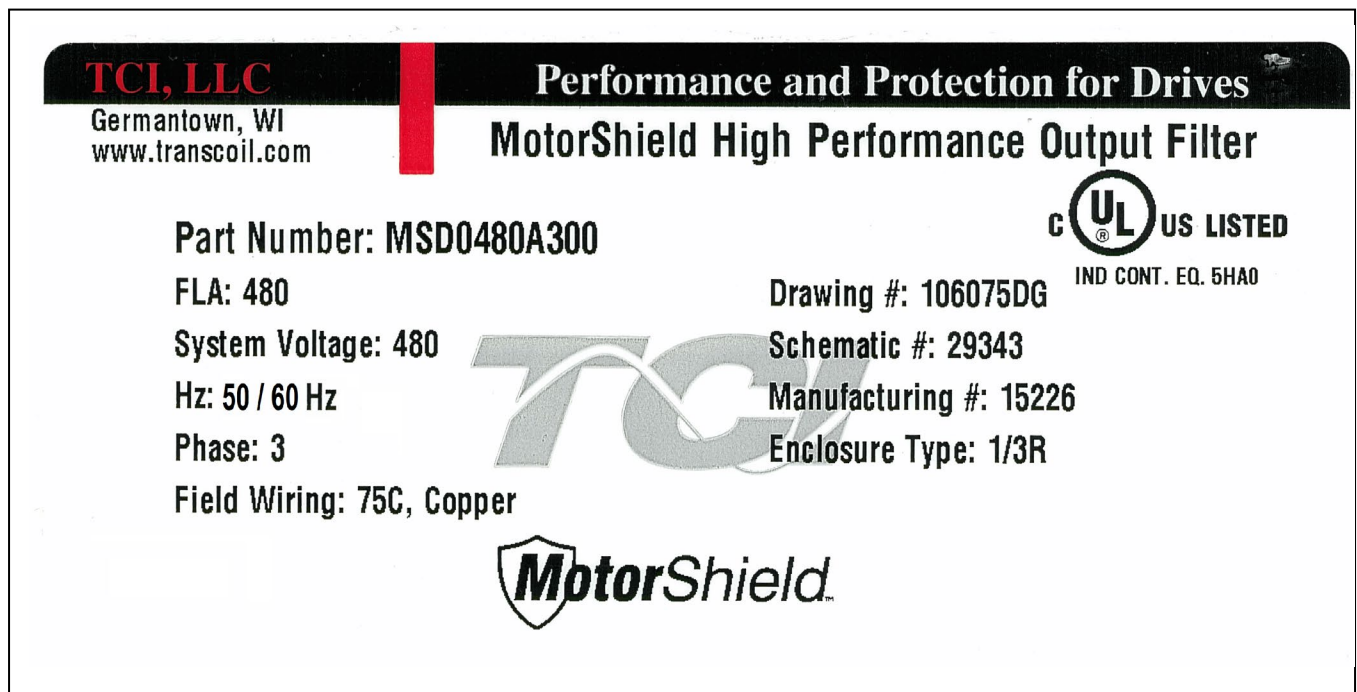 TCI, LLC
Performance and Protection for Drives
Germantown, WI
www.transcoil.com
MotorShield High Performance Output Filter
C UL ® US LISTED
IND CONT. EQ. 5HA0
Part Number: MSD0480A300
FLA: 480
Drawing #: 106075DG
System Voltage: 480
Schematic #: 29343
Hz: 50 / 60 Hz
Manufacturing #: 15226
Phase: 3
Enclosure Type: 1/3R
Field Wiring: 75C, Copper
TCI
MotorShield™